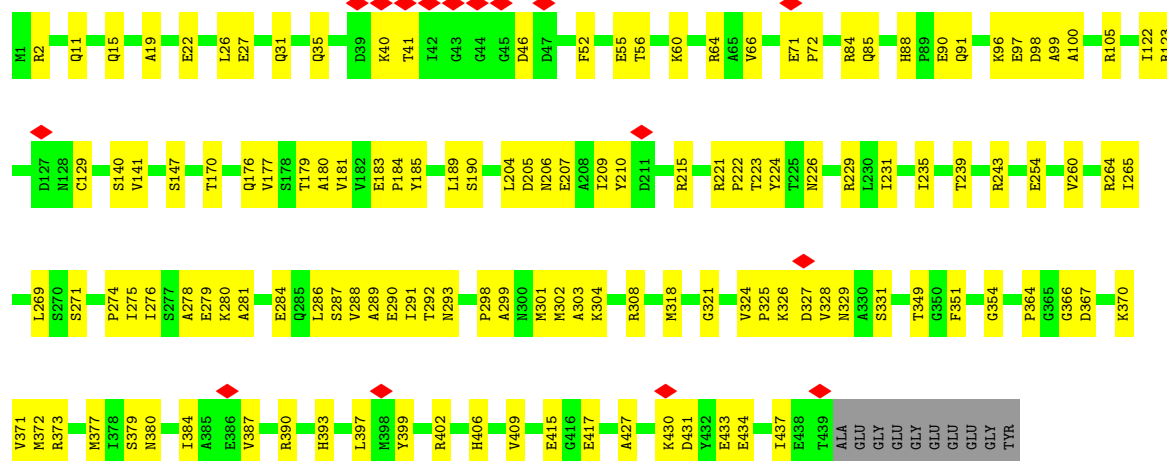 M1 R2 Q11 Q15 A19 E22 L26 E27 Q31 Q35 D39 K40 T41 I42 G43 G44 G45 D46 D47 F52 E55 T56 K60 R64 A65 V66 E71 P72 R84 Q85 H88 P89 E90 Q91 K96 E97 D98 A99 A100 R105 I122 R123
D127 N128 C129 S140 V141 S147 T170 Q176 V177 S178 T179 A180 V181 V182 E183 P184 Y185 L189 S190 L204 D205 N206 E207 A208 I209 Y210 D211 R215 R221 P222 T223 Y224 T225 N226 R229 L230 I231 I235 T239 R243 E254 V260 R264 I265
L269 S270 S271 P274 I275 I276 S277 A278 E279 K280 A281 E284 Q285 L286 S287 V288 A289 E290 I291 T292 N293 P298 A299 N300 M301 M302 A303 K304 R308 M318 G321 V324 P325 K326 D327 V328 N329 A330 S331 T349 G350 F351 G354 P364 G365 G366 D367 K370
V371 M372 R373 M377 I378 S379 N380 I384 A385 E386 V387 R390 H393 L397 M398 Y399 R402 H406 V409 E415 G416 E417 A427 K430 D431 Y432 E433 E434 I437 E438 T439 ALA GLU GLY GLU GLY GLU GLU GLU GLY TYR